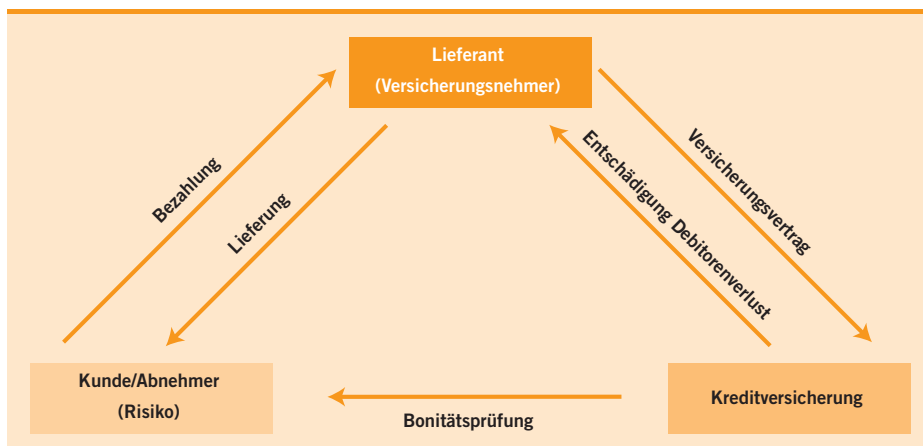 Lieferant
(Versicherungsnehmer)
Bezahlung
Lieferung
Entschädigung Debitorenverlust
Versicherungsvertrag
Kunde/Abnehmer
(Risiko)
Bonitätsprüfung
Kreditversicherung